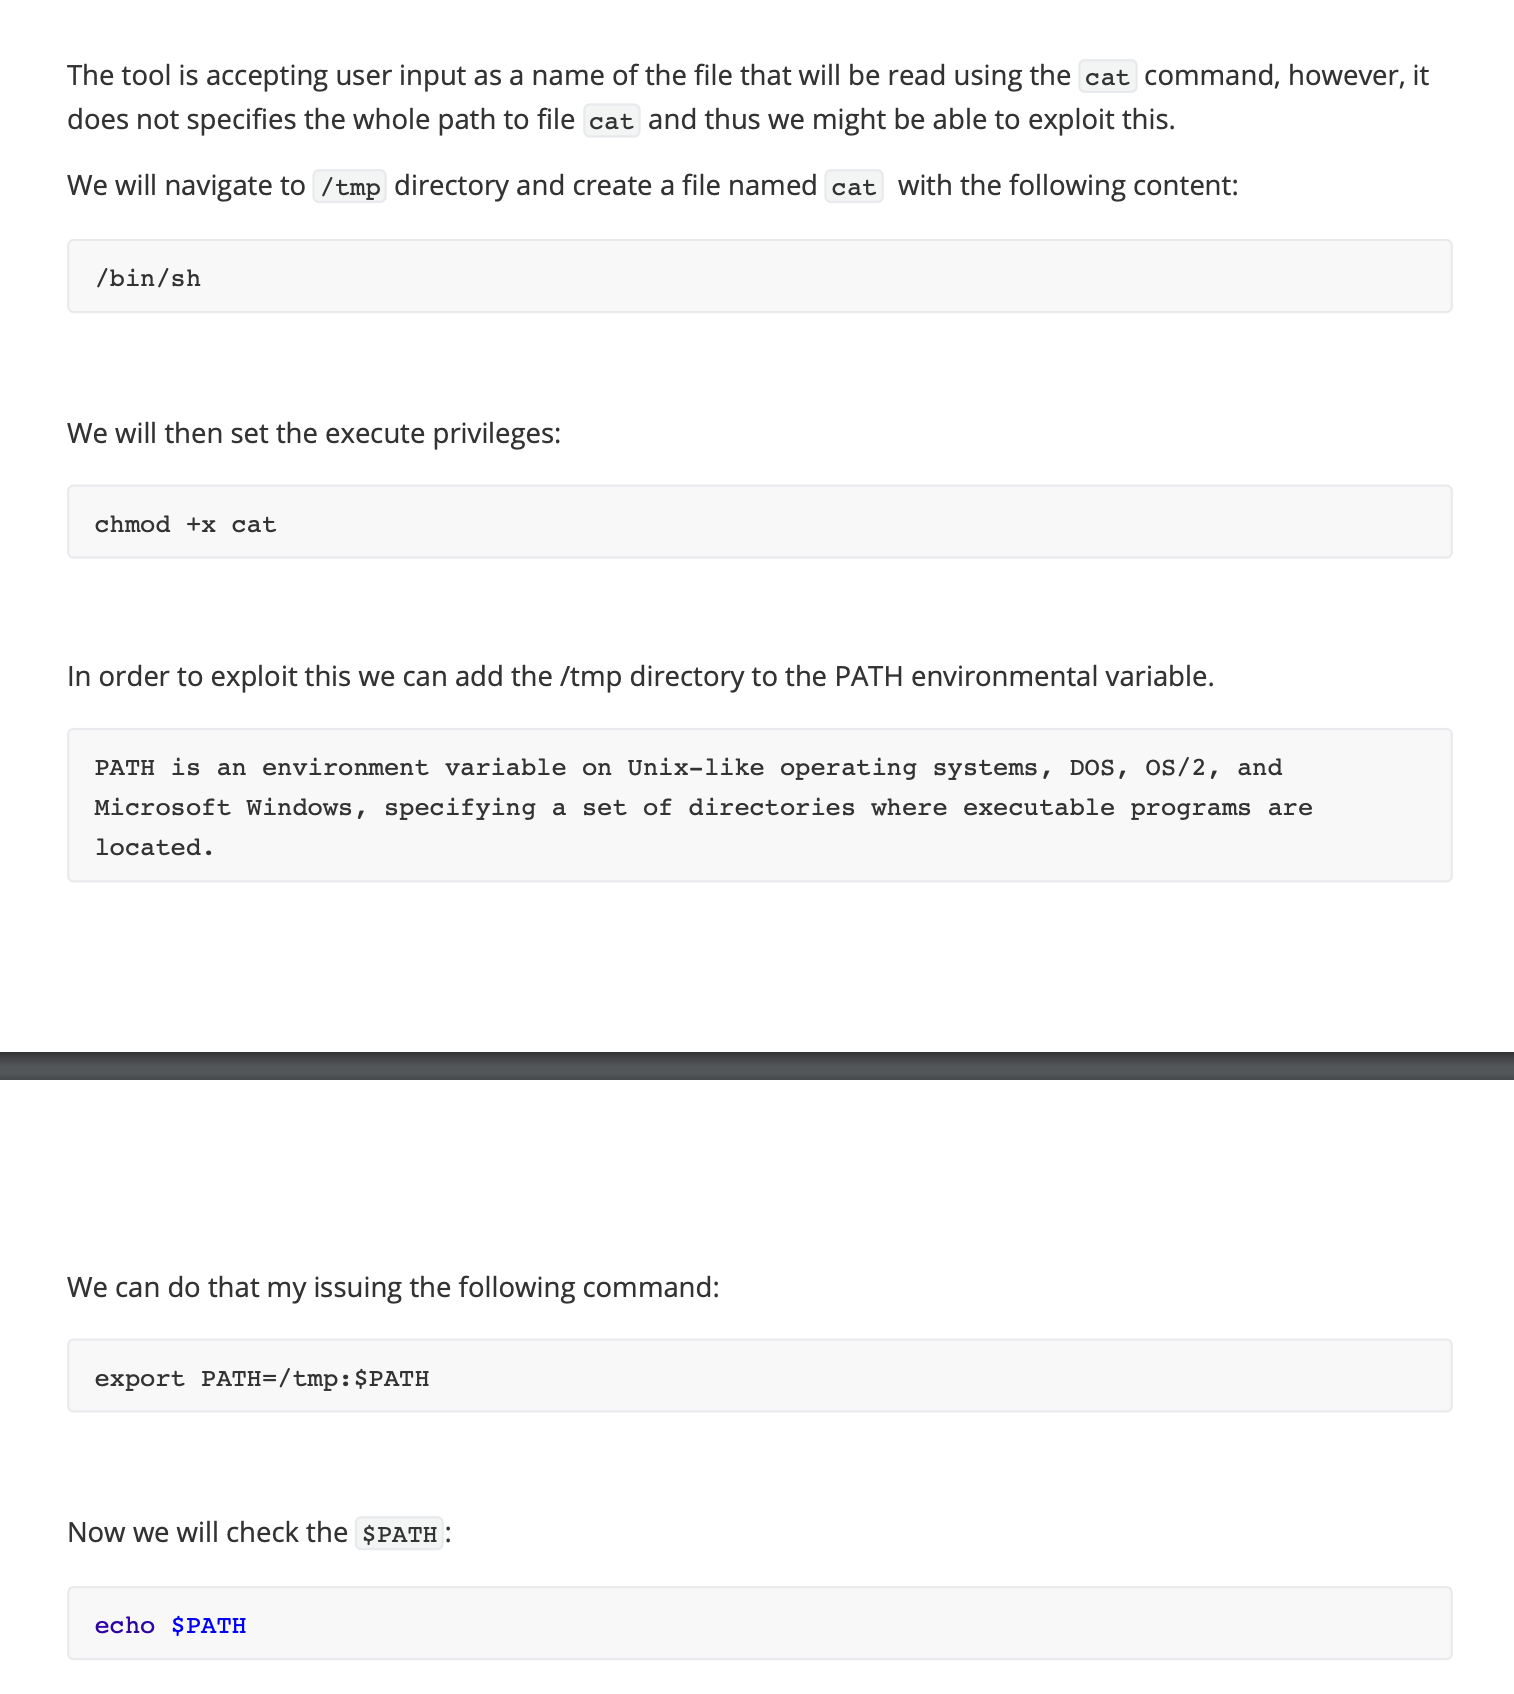 The tool is accepting user input as a name of the file that will be read using the cat command, however, it
does not specifies the whole path to file cat and thus we might be able to exploit this.
We will navigate to /tmp directory and create a file named cat with the following content:
/bin/sh
We will then set the execute privileges:
chmod +x cat
In order to exploit this we can add the /tmp directory to the PATH environmental variable.
PATH is an environment variable on Unix-like operating systems, DOS, OS/2, and
Microsoft Windows, specifying a set of directories where executable programs are
located.
We can do that my issuing the following command:
export PATH=/tmp:$PATH
Now we will check the $PATH:
echo $PATH